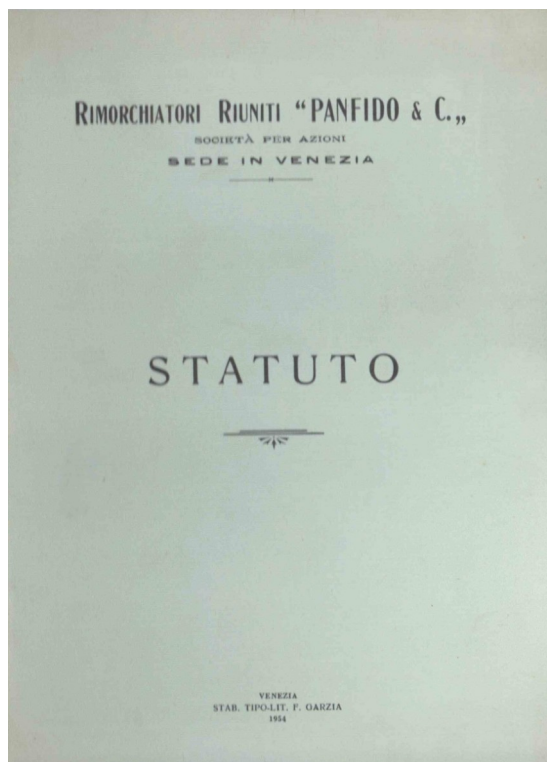 RIMORCHIATORI RIUNITI “PANFIDO & C.„
SOCIETÀ PER AZIONI
SEDE IN VENEZIA
STATUTO
VENEZIA
STAB. TIPO-LIT. F. GARZIA
1954